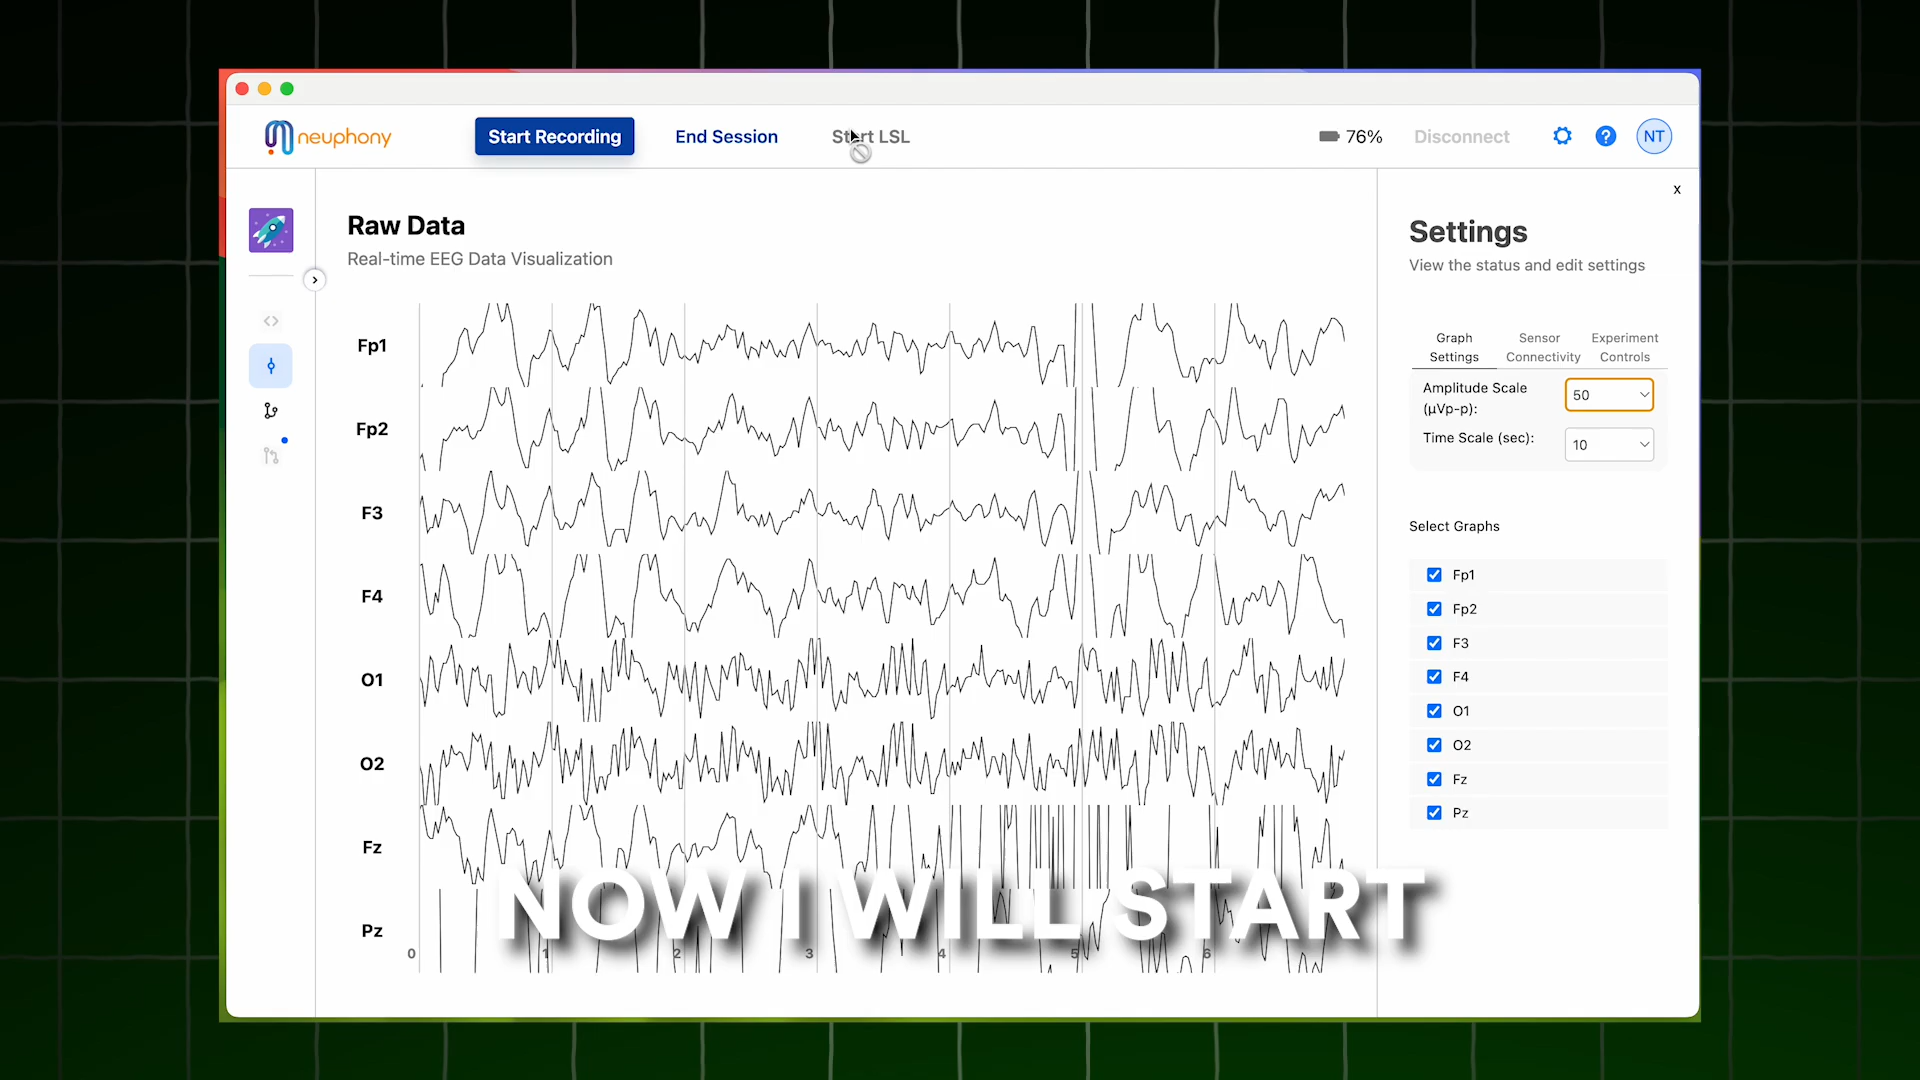 neuphony
Start Recording
End Session
Start LSL
76%
Disconnect
NT
x
Raw Data
Real-time EEG Data Visualization
Fp1
Fp2
F3
F4
O1
O2
Fz
Pz
0 1 2 3 4 5 6
Settings
View the status and edit settings
Graph Settings
Sensor Connectivity
Experiment Controls
Amplitude Scale (µVp-p):
50
Time Scale (sec):
10
Select Graphs
Fp1
Fp2
F3
F4
O1
O2
Fz
Pz
NOW I WILL START